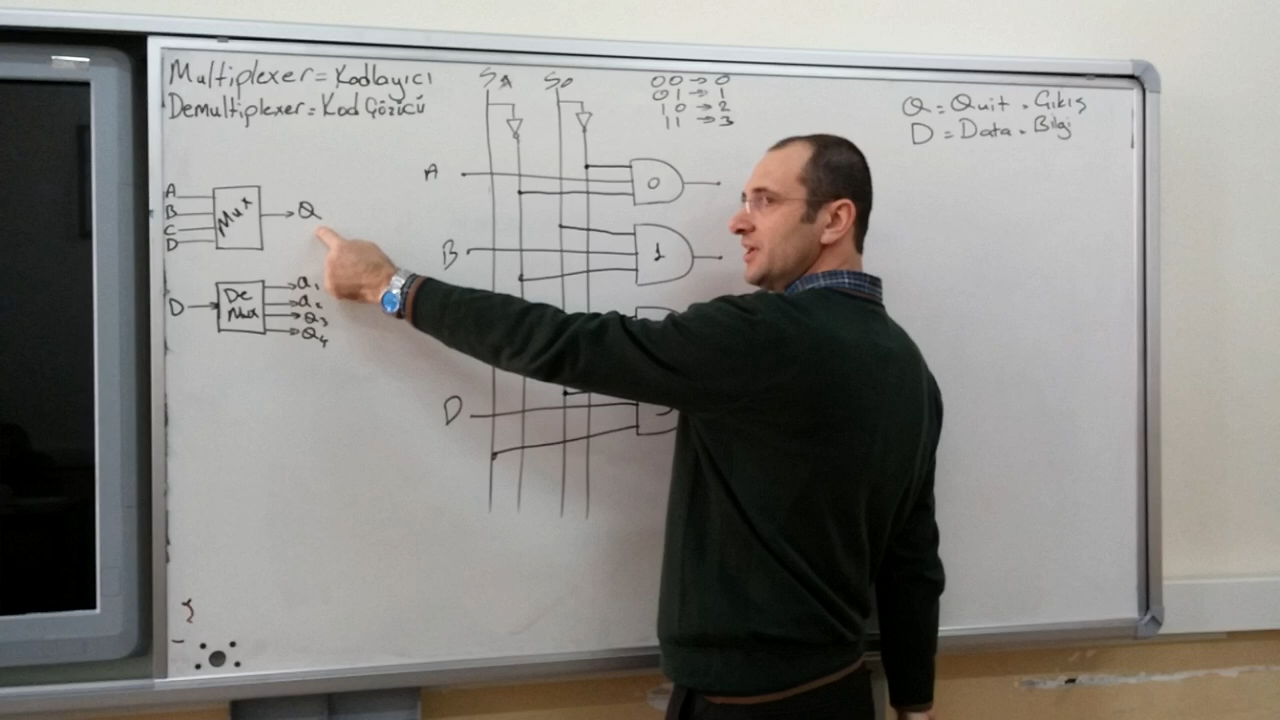 Multiplexer = Kodlayıcı
Demultiplexer = Kod Çözücü
S1 S0
00 → 0
01 → 1
10 → 2
11 → 3
Q = Quit . Çıkış
D = Data . Bilgi
A
B
C
D
Mux
Q
D
De Mux
Q1
Q2
Q3
Q4
A
0
B
1
D